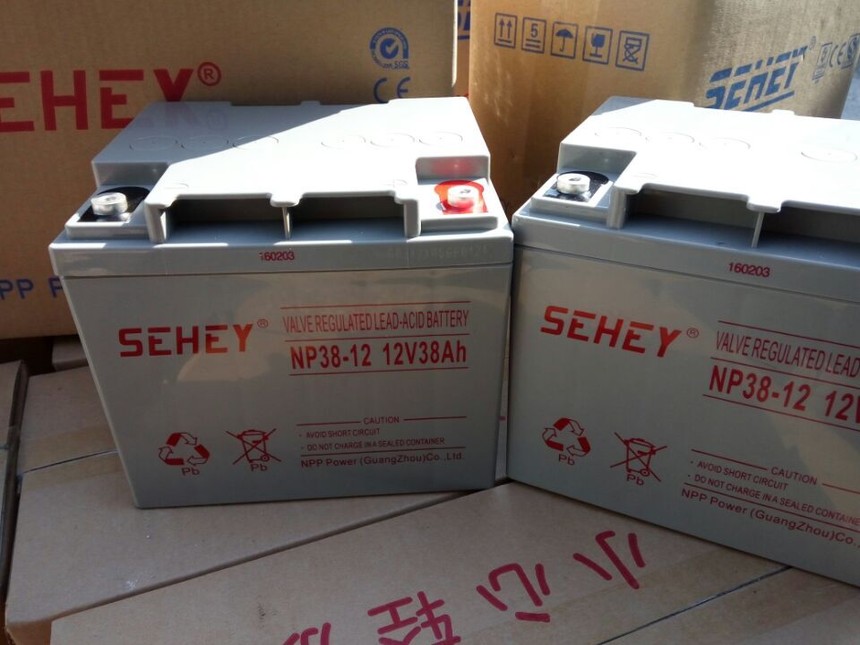 SEHEY®
5
SEHEY
CE
160203
SEHEY®
VALVE REGULATED LEAD-ACID BATTERY
NP38-12 12V38Ah
CAUTION
· AVOID SHORT CIRCUIT
· DO NOT CHARGE IN A SEALED CONTAINER
NPP Power (GuangZhou)Co.,Ltd.
Pb
Pb
160203
SEHEY®
VALVE REGULATED LEAD
NP38-12 12V
CAUTION
· AVOID SHORT CIRCUIT
· DO NOT CHARGE IN A SEALED CONTAINE
NPP Power (GuangZhou)Co.,
Pb
Pb
小心轻